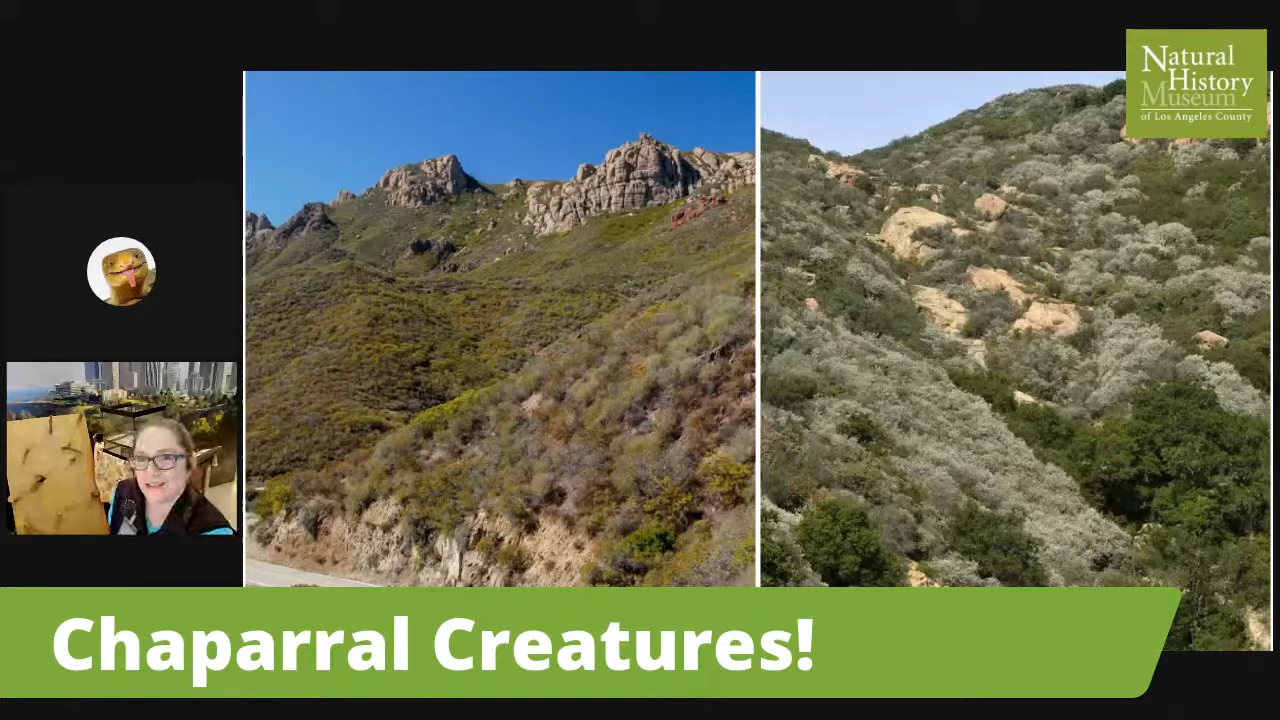 Natural
History
Museum
of Los Angeles County
Chaparral Creatures!